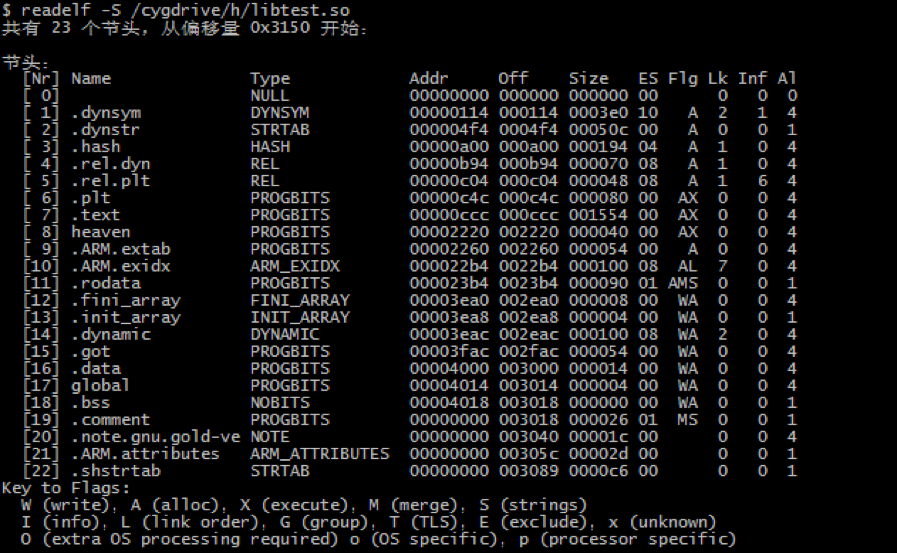 $ readelf -S /cygdrive/h/libtest.so
共有 23 个节头，从偏移量 0x3150 开始：
节头：
[Nr] Name Type Addr Off Size ES Flg Lk Inf Al
[ 0] NULL 00000000 000000 000000 00 0 0 0
[ 1] .dynsym DYNSYM 00000114 000114 0003e0 10 A 2 1 4
[ 2] .dynstr STRTAB 000004f4 0004f4 00050c 00 A 0 0 1
[ 3] .hash HASH 00000a00 000a00 000194 04 A 1 0 4
[ 4] .rel.dyn REL 00000b94 000b94 000070 08 A 1 0 4
[ 5] .rel.plt REL 00000c04 000c04 000048 08 A 1 6 4
[ 6] .plt PROGBITS 00000c4c 000c4c 000080 00 AX 0 0 4
[ 7] .text PROGBITS 00000ccc 000ccc 001554 00 AX 0 0 4
[ 8] heaven PROGBITS 00002220 002220 000040 00 AX 0 0 4
[ 9] .ARM.extab PROGBITS 00002260 002260 000054 00 A 0 0 4
[10] .ARM.exidx ARM_EXIDX 000022b4 0022b4 000100 08 AL 7 0 4
[11] .rodata PROGBITS 000023b4 0023b4 000090 01 AMS 0 0 1
[12] .fini_array FINI_ARRAY 00003ea0 002ea0 000008 00 WA 0 0 4
[13] .init_array INIT_ARRAY 00003ea8 002ea8 000004 00 WA 0 0 1
[14] .dynamic DYNAMIC 00003eac 002eac 000100 08 WA 2 0 4
[15] .got PROGBITS 00003fac 002fac 000054 00 WA 0 0 4
[16] .data PROGBITS 00004000 003000 000014 00 WA 0 0 4
[17] global PROGBITS 00004014 003014 000004 00 WA 0 0 4
[18] .bss NOBITS 00004018 003018 000000 00 WA 0 0 1
[19] .comment PROGBITS 00000000 003018 000026 01 MS 0 0 1
[20] .note.gnu.gold-ve NOTE 00000000 003040 00001c 00 0 0 4
[21] .ARM.attributes ARM_ATTRIBUTES 00000000 00305c 00002d 00 0 0 1
[22] .shstrtab STRTAB 00000000 003089 0000c6 00 0 0 1
Key to Flags:
W (write), A (alloc), X (execute), M (merge), S (strings)
I (info), L (link order), G (group), T (TLS), E (exclude), x (unknown)
O (extra OS processing required) o (OS specific), p (processor specific)